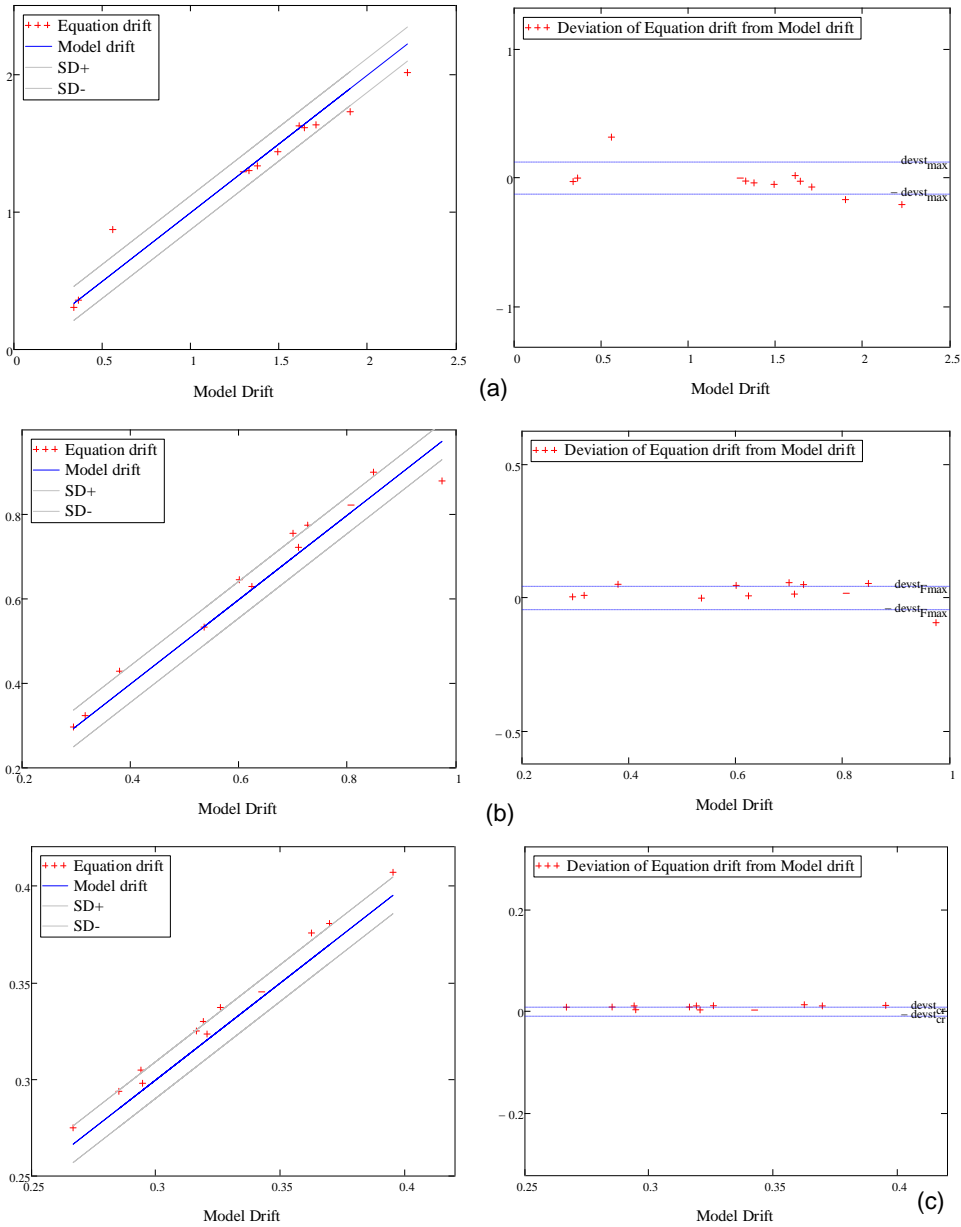 Equation drift
Model drift
SD+
SD-
2
1
0
0 0.5 1 1.5 2 2.5
Model Drift
Deviation of Equation drift from Model drift
1
0
− 1
devst max
− devst max
0 0.5 1 1.5 2 2.5
Model Drift
(a)
Equation drift
Model drift
SD+
SD-
0.8
0.6
0.4
0.2
0.2 0.4 0.6 0.8 1
Model Drift
Deviation of Equation drift from Model drift
0.5
0
− 0.5
devst Fmax
− devst Fmax
0.2 0.4 0.6 0.8 1
Model Drift
(b)
Equation drift
Model drift
SD+
SD-
0.4
0.35
0.3
0.25
0.25 0.3 0.35 0.4
Model Drift
Deviation of Equation drift from Model drift
0.2
0
− 0.2
devst cr
− devst cr
0.25 0.3 0.35 0.4
Model Drift
(c)